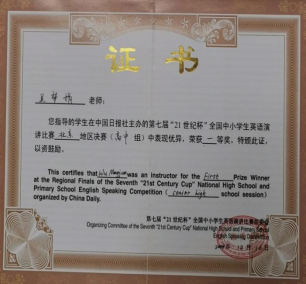 证书
老师:
您指导的学生在中国日报社主办的第七届“21世纪杯”全国中小学生英语演
讲比赛 北京 地区决赛(高中 组)中表现优异,荣获 一 等奖。特颁此证,
以资鼓励。
This certifies that was an instructor for the First Prize Winner
at the Regional Finals of the Seventh "21st Century Cup" National High School and
Primary School English Speaking Competition (senior high school session)
organized by China Daily.
第七届“21世纪杯”全国中小学生英语演讲比赛组委会
Organizing Committee of the Seventh "21st Century Cup" National High School and Primary School
English Speaking Competition